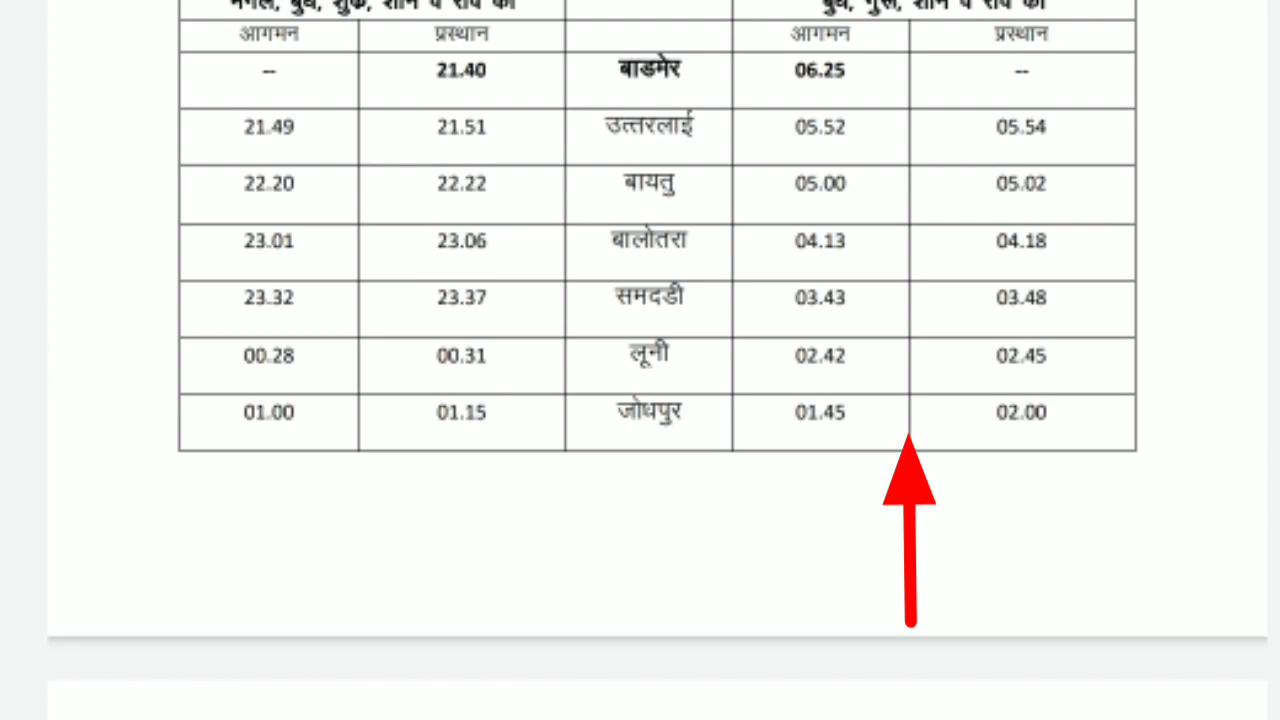 मंगल, बुध, शुक्र, शनि व रवि को बुध, गुरू, शनि व रवि को
आगमन प्रस्थान आगमन प्रस्थान
-- 21.40 बाडमेर 06.25 --
21.49 21.51 उत्तरलाई 05.52 05.54
22.20 22.22 बायतु 05.00 05.02
23.01 23.06 बालोतरा 04.13 04.18
23.32 23.37 समदडी 03.43 03.48
00.28 00.31 लूनी 02.42 02.45
01.00 01.15 जोधपुर 01.45 02.00